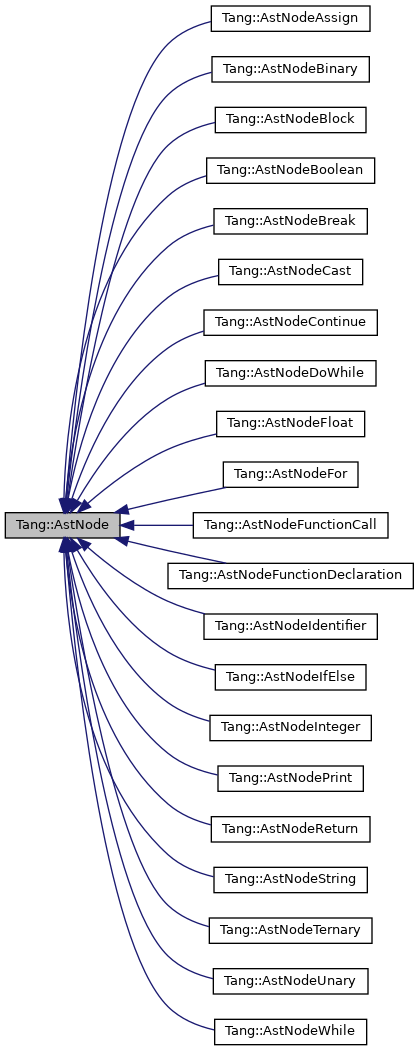 Tang::AstNodeAssign
Tang::AstNodeBinary
Tang::AstNodeBlock
Tang::AstNodeBoolean
Tang::AstNodeBreak
Tang::AstNodeCast
Tang::AstNodeContinue
Tang::AstNodeDoWhile
Tang::AstNodeFloat
Tang::AstNodeFor
Tang::AstNode
Tang::AstNodeFunctionCall
Tang::AstNodeFunctionDeclaration
Tang::AstNodeIdentifier
Tang::AstNodeIfElse
Tang::AstNodeInteger
Tang::AstNodePrint
Tang::AstNodeReturn
Tang::AstNodeString
Tang::AstNodeTernary
Tang::AstNodeUnary
Tang::AstNodeWhile